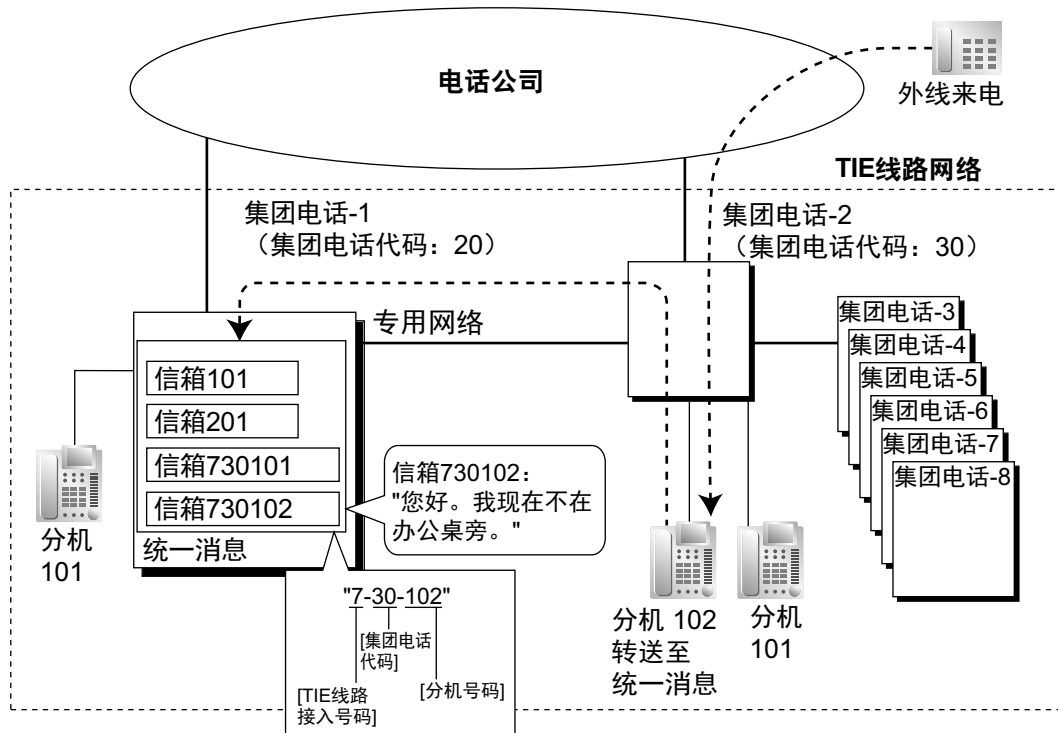 电话公司
外线来电
TIE线路网络
集团电话-1
（集团电话代码：20）
集团电话-2
（集团电话代码：30）
专用网络
信箱101
信箱201
信箱730101
信箱730102
统一消息
分机
101
信箱730102：
"您好。我现在不在
办公桌旁。"
"7-30-102"
[集团电话
代码]
[TIE线路
接入号码]
[分机号码]
分机 102
转送至
统一消息
分机
101
集团电话-3
集团电话-4
集团电话-5
集团电话-6
集团电话-7
集团电话-8